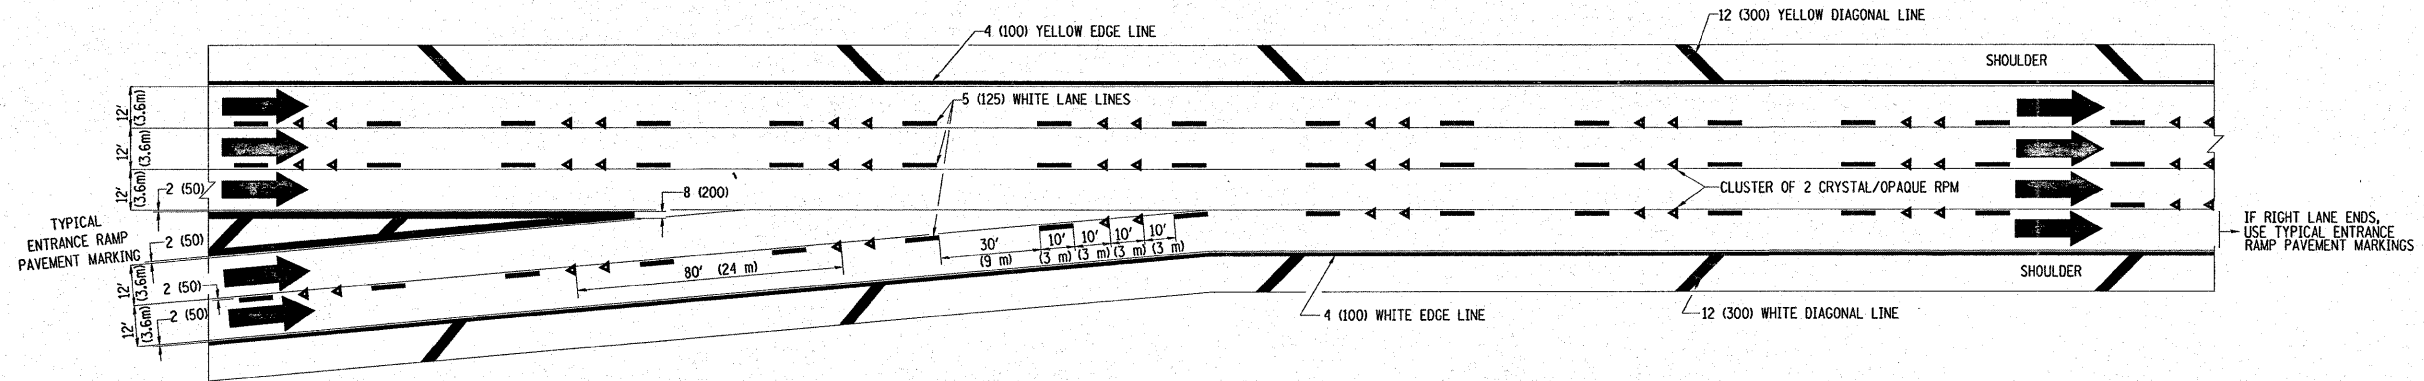 12 (300) YELLOW DIAGONAL LINE
4 (100) YELLOW EDGE LINE
SHOULDER
12'
(3.6m)
5 (125) WHITE LANE LINES
12'
(3.6m)
12'
(3.6m)
2 (50)
8 (200)
CLUSTER OF 2 CRYSTAL/OPAQUE RPM
TYPICAL
ENTRANCE RAMP
PAVEMENT MARKING
2 (50)
IF RIGHT LANE ENDS,
USE TYPICAL ENTRANCE
RAMP PAVEMENT MARKINGS
30'
(9 m)
10'
(3 m)
10'
(3 m)
10'
(3 m)
10'
(3 m)
80' (24 m)
SHOULDER
12'
(3.6m)
2 (50)
12'
(3.6m)
2 (50)
4 (100) WHITE EDGE LINE
12 (300) WHITE DIAGONAL LINE